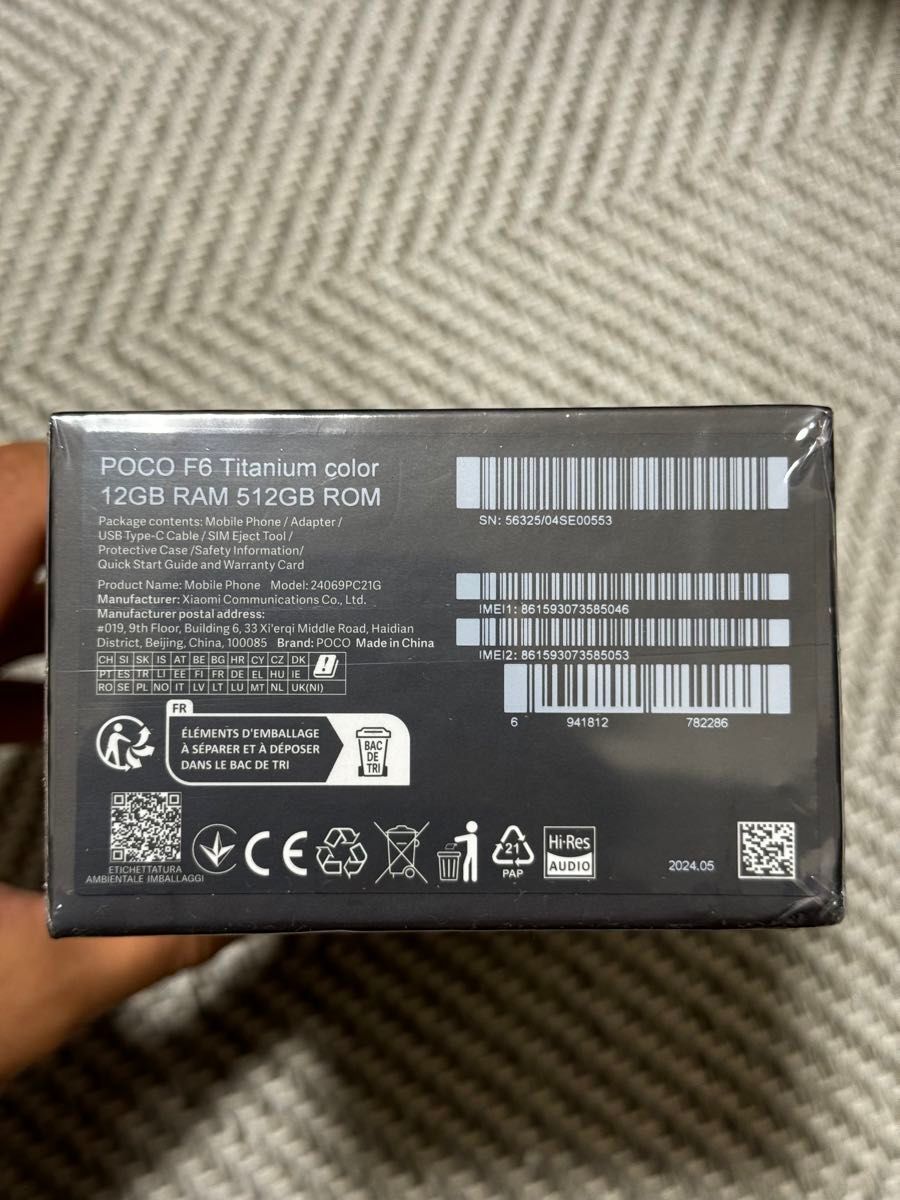 POCO F6 Titanium color
12GB RAM 512GB ROM
Package contents: Mobile Phone / Adapter /
USB Type-C Cable / SIM Eject Tool /
Protective Case /Safety Information/
Quick Start Guide and Warranty Card
Product Name: Mobile Phone Model: 24069PC21G
Manufacturer: Xiaomi Communications Co., Ltd.
Manufacturer postal address:
#019, 9th Floor, Building 6, 33 Xi'erqi Middle Road, Haidian
District, Beijing, China, 100085 Brand: POCO Made in China
CH SI SK IS AT BE BG HR CY CZ DK
PT ES TR LI EE FI FR DE EL HU IE
RO SE PL NO IT LV LT LU MT NL UK(NI)
SN: 56325/04SE00553
IMEI1: 861593073585046
IMEI2: 861593073585053
6 941812 782286
FR
ÉLÉMENTS D'EMBALLAGE
À SÉPARER ET À DÉPOSER
DANS LE BAC DE TRI
BAC
DE
TRI
ETICHETTATURA
AMBIENTALE IMBALLAGGI
CE
21
PAP
Hi-Res
AUDIO
2024.05